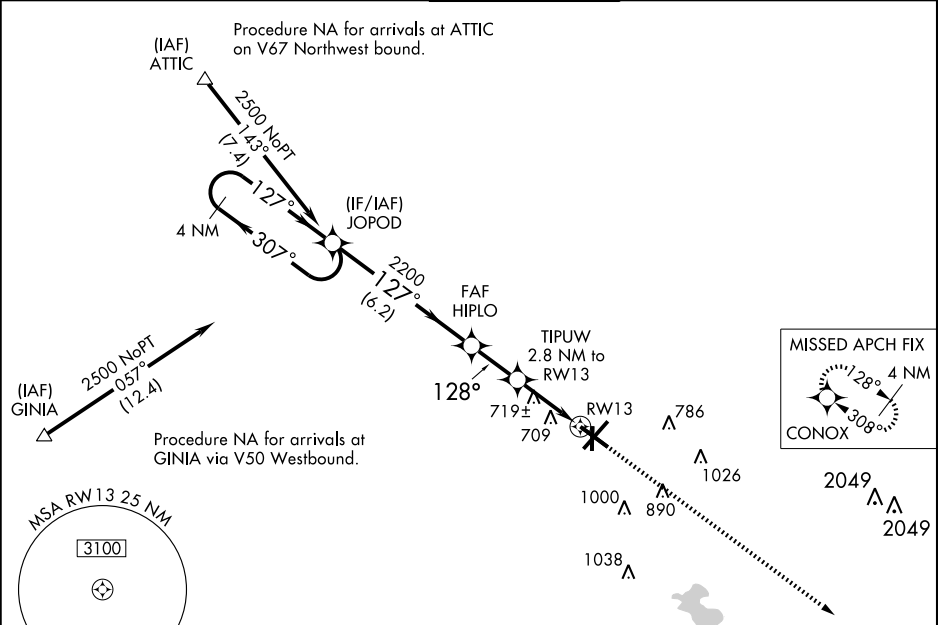 Procedure NA for arrivals at ATTIC
on V67 Northwest bound.
(IAF)
ATTIC
2500 NoPT
143°
(7.4)
127°
4 NM
307°
(IF/IAF)
JOPOD
2200
127°
(6.2)
FAF
HIPLO
TIPUW
2.8 NM to
RW13
128°
719±
709
RW13
786
1026
1000
890
1038
2049
2049
MISSED APCH FIX
4 NM
128°
308°
CONOX
2500 NoPT
057°
(12.4)
(IAF)
GINIA
Procedure NA for arrivals at
GINIA via V50 Westbound.
MSA RW13 25 NM
3100